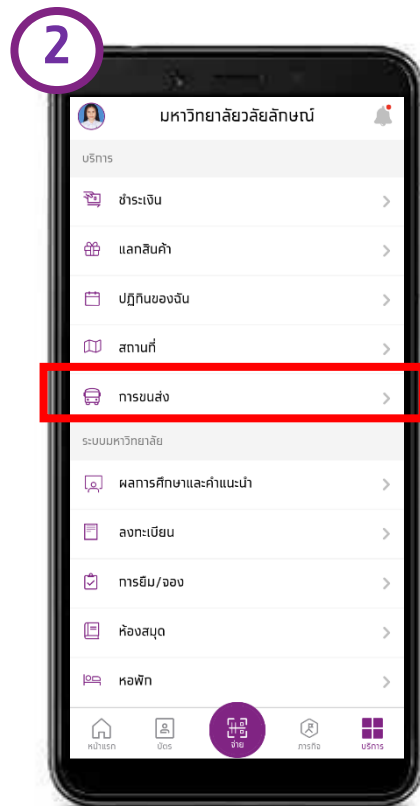 2
มหาวิทยาลัยวลัยลักษณ์
บริการ
ชำระเงิน
แลกสินค้า
ปฏิทินของฉัน
สถานที่
การขนส่ง
ระบบมหาวิทยาลัย
ผลการศึกษาและคำแนะนำ
ลงทะเบียน
การยืม/จอง
ห้องสมุด
หอพัก
หน้าแรก บัตร จ่าย ภารกิจ บริการ